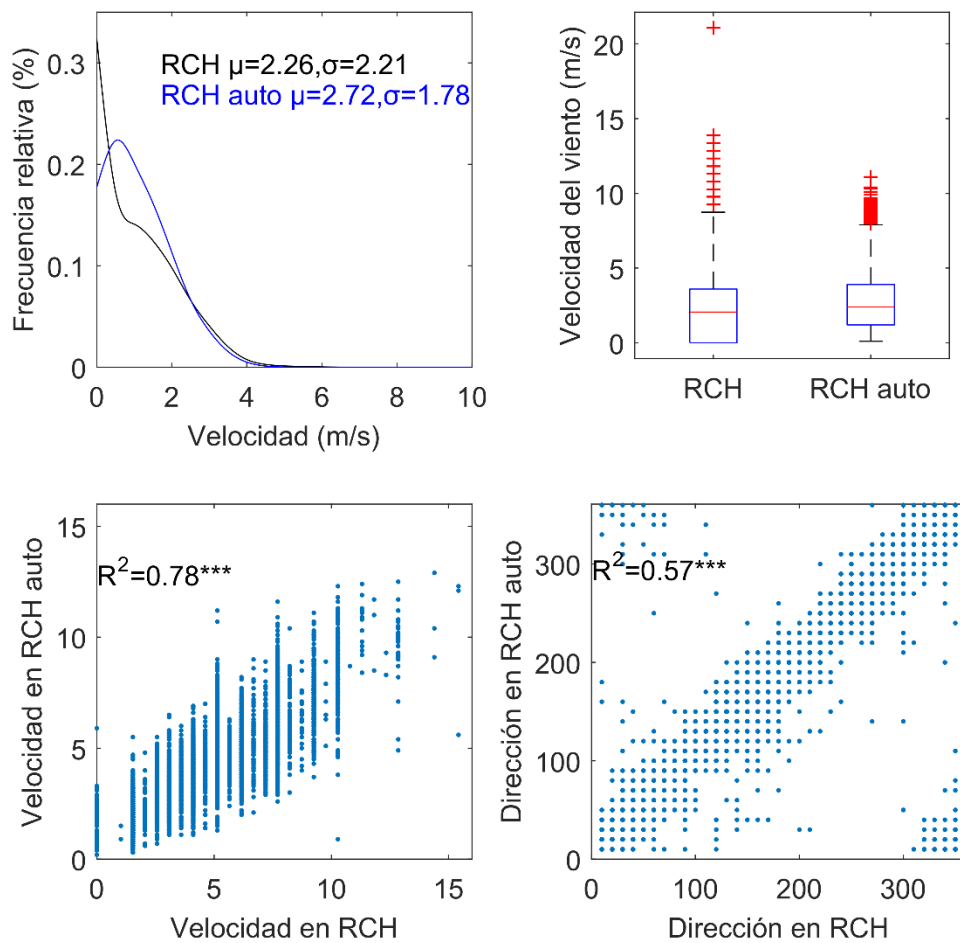 Frecuencia relativa (%)
0.3
0.2
0.1
0
RCH μ=2.26,σ=2.21
RCH auto μ=2.72,σ=1.78
0 2 4 6 8 10
Velocidad (m/s)
Velocidad del viento (m/s)
20
15
10
5
0
RCH RCH auto
Velocidad en RCH auto
15
10
5
0
R²=0.78***
0 5 10 15
Velocidad en RCH
Dirección en RCH auto
300
200
100
0
R²=0.57***
0 100 200 300
Dirección en RCH